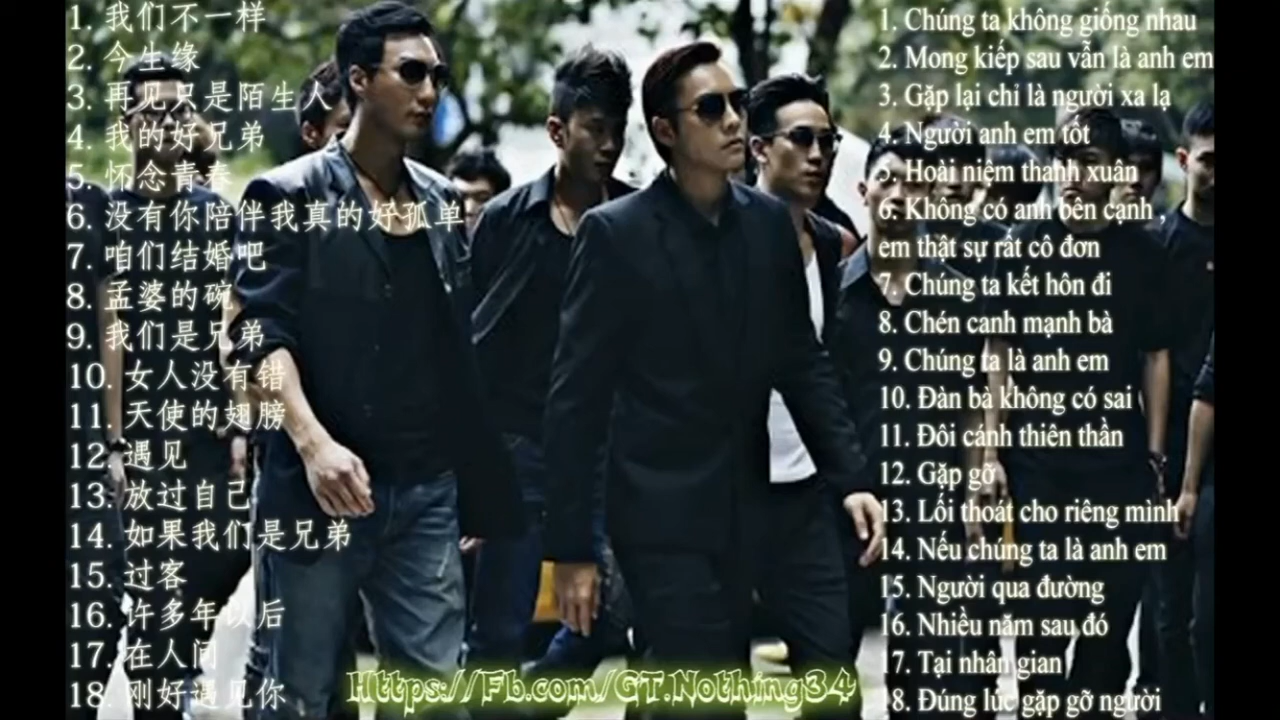 1. 我们不一样
2. 今生缘
3. 再见只是陌生人
4. 我的好兄弟
5. 怀念青春
6. 没有你陪伴我真的好孤单
7. 咱们结婚吧
8. 孟婆的碗
9. 我们是兄弟
10. 女人没有错
11. 天使的翅膀
12. 遇见
13. 放过自己
14. 如果我们是兄弟
15. 过客
16. 许多年以后
17. 在人间
18. 刚好遇见你
1. Chúng ta không giống nhau
2. Mong kiếp sau vẫn là anh em
3. Gặp lại chỉ là người xa lạ
4. Người anh em tốt
5. Hoài niệm thanh xuân
6. Không có anh bên cạnh ,
em thật sự rất cô đơn
7. Chúng ta kết hôn đi
8. Chén canh mạnh bà
9. Chúng ta là anh em
10. Đàn bà không có sai
11. Đôi cánh thiên thần
12. Gặp gỡ
13. Lối thoát cho riêng mình
14. Nếu chúng ta là anh em
15. Người qua đường
16. Nhiều năm sau đó
17. Tại nhân gian
18. Đúng lúc gặp gỡ người
Https://Fb.com/GT.Nothing34